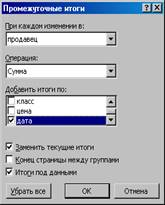 Промежуточные итоги
При каждом изменении в:
продавец
Операция:
Сумма
Добавить итоги по:
класс
цена
дата
Заменить текущие итоги
Конец страницы между группами
Итоги под данными
Убрать все
ОК
Отмена